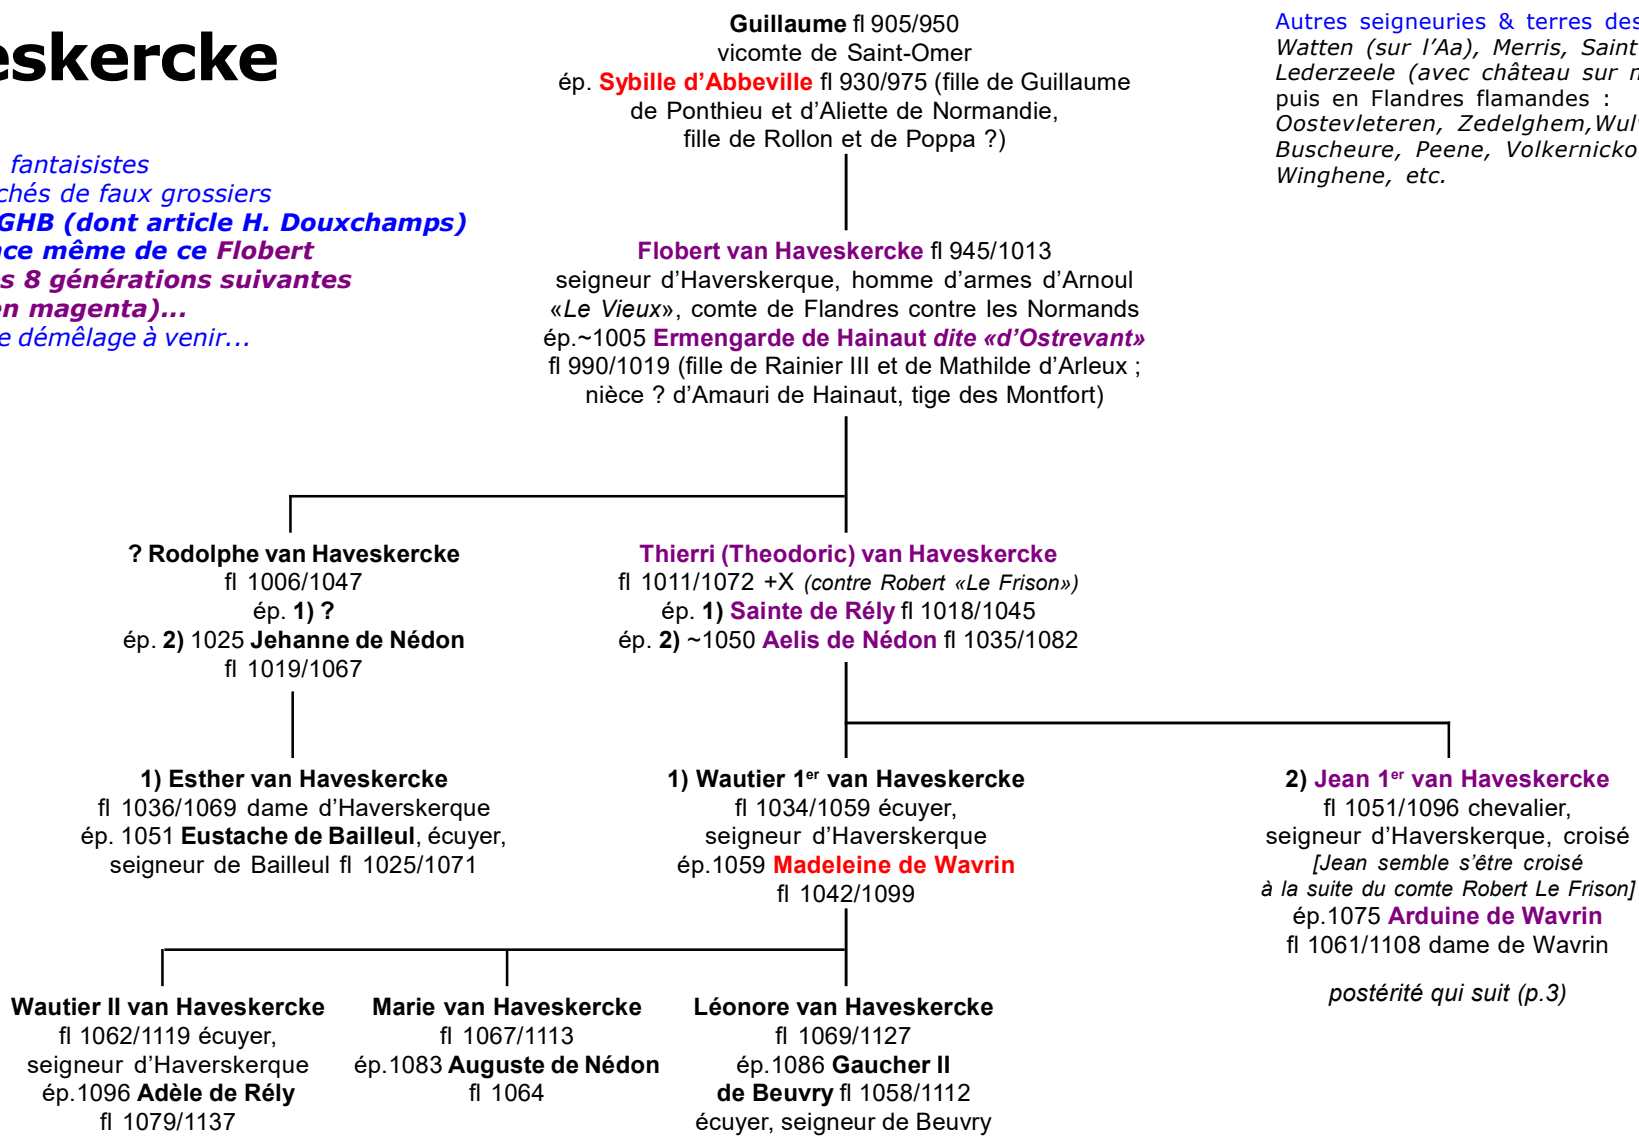 eskercke
fantaisistes
chés de faux grossiers
GHB (dont article H. Douxchamps)
ce même de ce Flobert
s 8 générations suivantes
en magenta)...
e démêlage à venir...
Guillaume fl 905/950
vicomte de Saint-Omer
ép. Sybille d’Abbeville fl 930/975 (fille de Guillaume
de Ponthieu et d’Aliette de Normandie,
fille de Rollon et de Poppa ?)
Autres seigneuries & terres des
Watten (sur l’Aa), Merris, Saint
Lederzeele (avec château sur m
puis en Flandres flamandes :
Oostevleteren, Zedelghem,Wulv
Buscheure, Peene, Volkernicko
Winghene, etc.
Flobert van Haveskercke fl 945/1013
seigneur d’Haverskerque, homme d’armes d’Arnoul
«Le Vieux», comte de Flandres contre les Normands
ép.~1005 Ermengarde de Hainaut dite «d’Ostrevant»
fl 990/1019 (fille de Rainier III et de Mathilde d’Arleux ;
nièce ? d’Amauri de Hainaut, tige des Montfort)
? Rodolphe van Haveskercke
fl 1006/1047
ép. 1) ?
ép. 2) 1025 Jehanne de Nédon
fl 1019/1067
Thierri (Theodoric) van Haveskercke
fl 1011/1072 +X (contre Robert «Le Frison»)
ép. 1) Sainte de Rély fl 1018/1045
ép. 2) ~1050 Aelis de Nédon fl 1035/1082
1) Esther van Haveskercke
fl 1036/1069 dame d’Haverskerque
ép. 1051 Eustache de Bailleul, écuyer,
seigneur de Bailleul fl 1025/1071
1) Wautier 1er van Haveskercke
fl 1034/1059 écuyer,
seigneur d’Haverskerque
ép.1059 Madeleine de Wavrin
fl 1042/1099
2) Jean 1er van Haveskercke
fl 1051/1096 chevalier,
seigneur d’Haverskerque, croisé
[Jean semble s’être croisé
à la suite du comte Robert Le Frison]
ép.1075 Arduine de Wavrin
fl 1061/1108 dame de Wavrin
postérité qui suit (p.3)
Wautier II van Haveskercke
fl 1062/1119 écuyer,
seigneur d’Haverskerque
ép.1096 Adèle de Rély
fl 1079/1137
Marie van Haveskercke
fl 1067/1113
ép.1083 Auguste de Nédon
fl 1064
Léonore van Haveskercke
fl 1069/1127
ép.1086 Gaucher II
de Beuvry fl 1058/1112
écuyer, seigneur de Beuvry